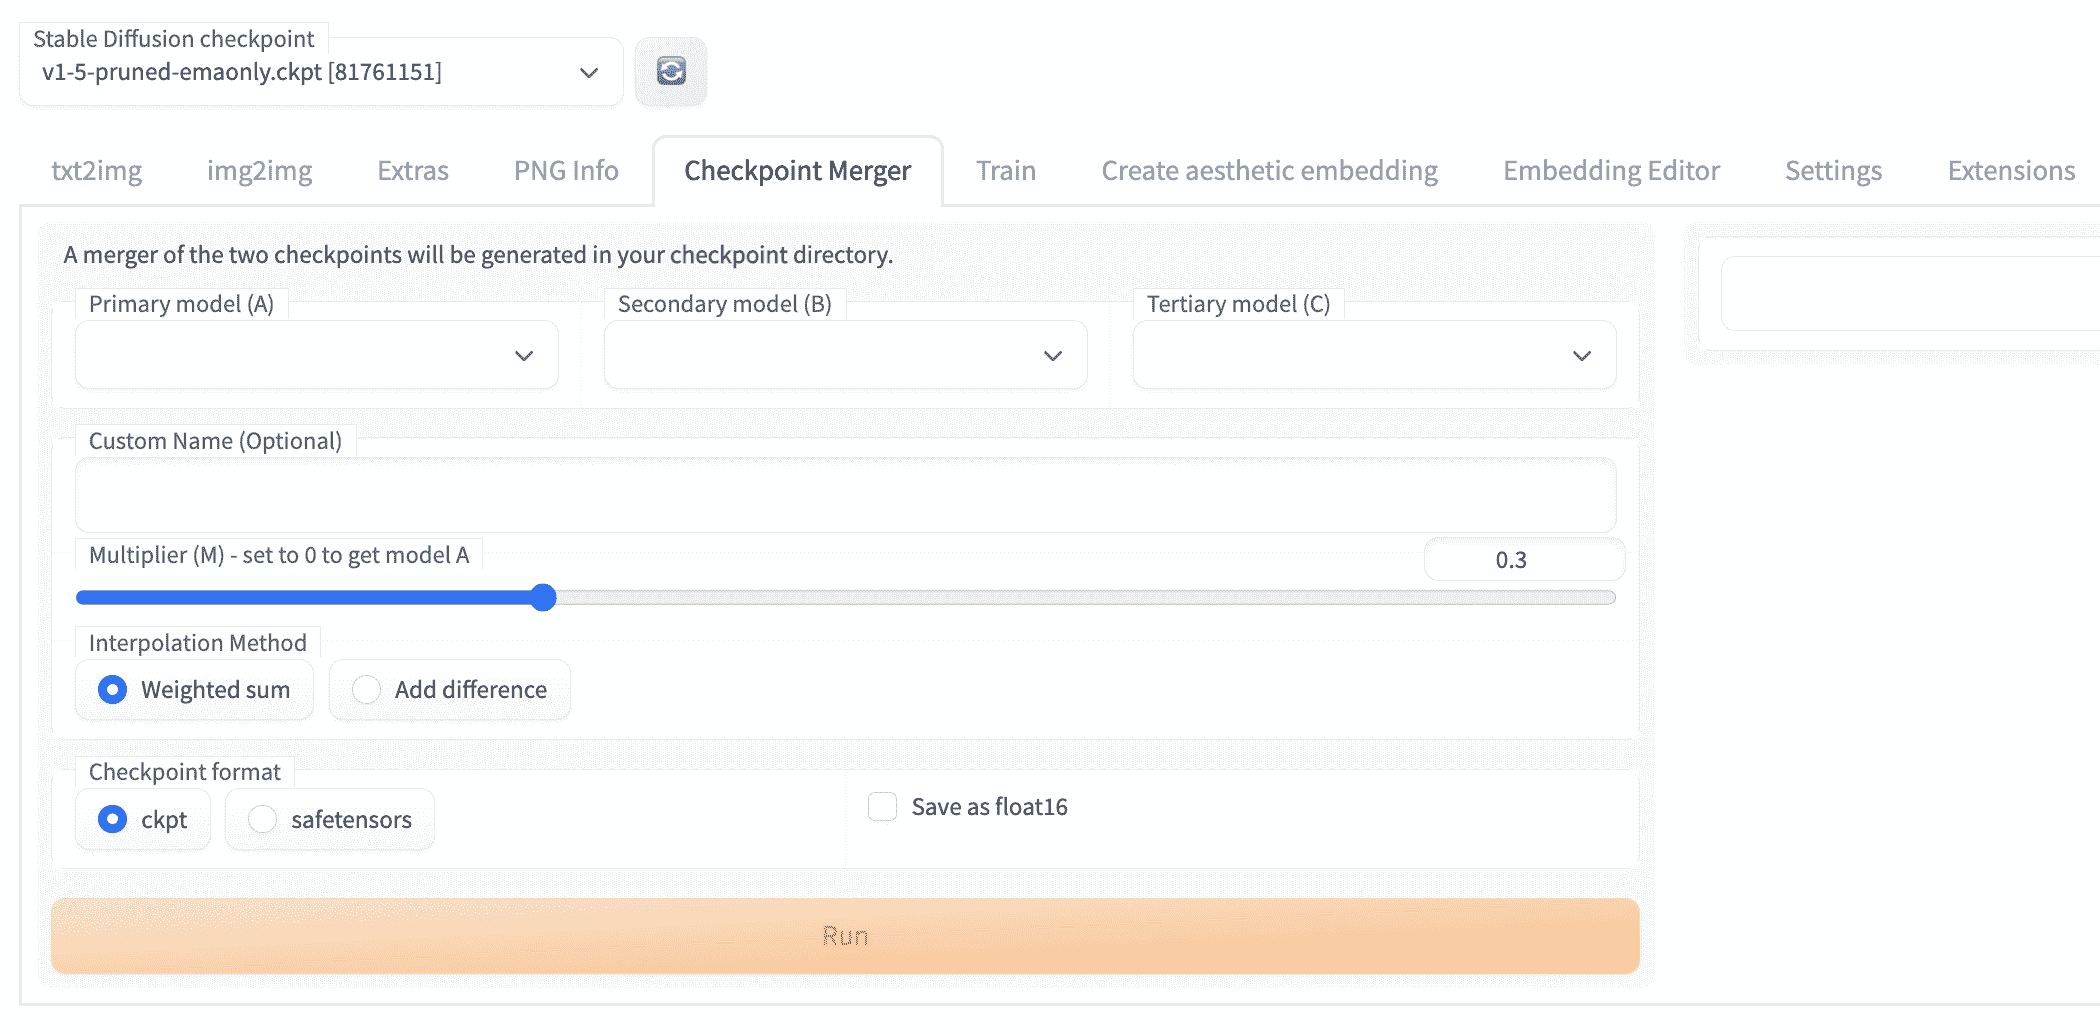 Stable Diffusion checkpoint
v1-5-pruned-emaonly.ckpt [81761151]
txt2img img2img Extras PNG Info Checkpoint Merger Train Create aesthetic embedding Embedding Editor Settings Extensions
A merger of the two checkpoints will be generated in your checkpoint directory.
Primary model (A) Secondary model (B) Tertiary model (C)
Custom Name (Optional)
Multiplier (M) - set to 0 to get model A 0.3
Interpolation Method
Weighted sum Add difference
Checkpoint format
ckpt safetensors Save as float16
Run